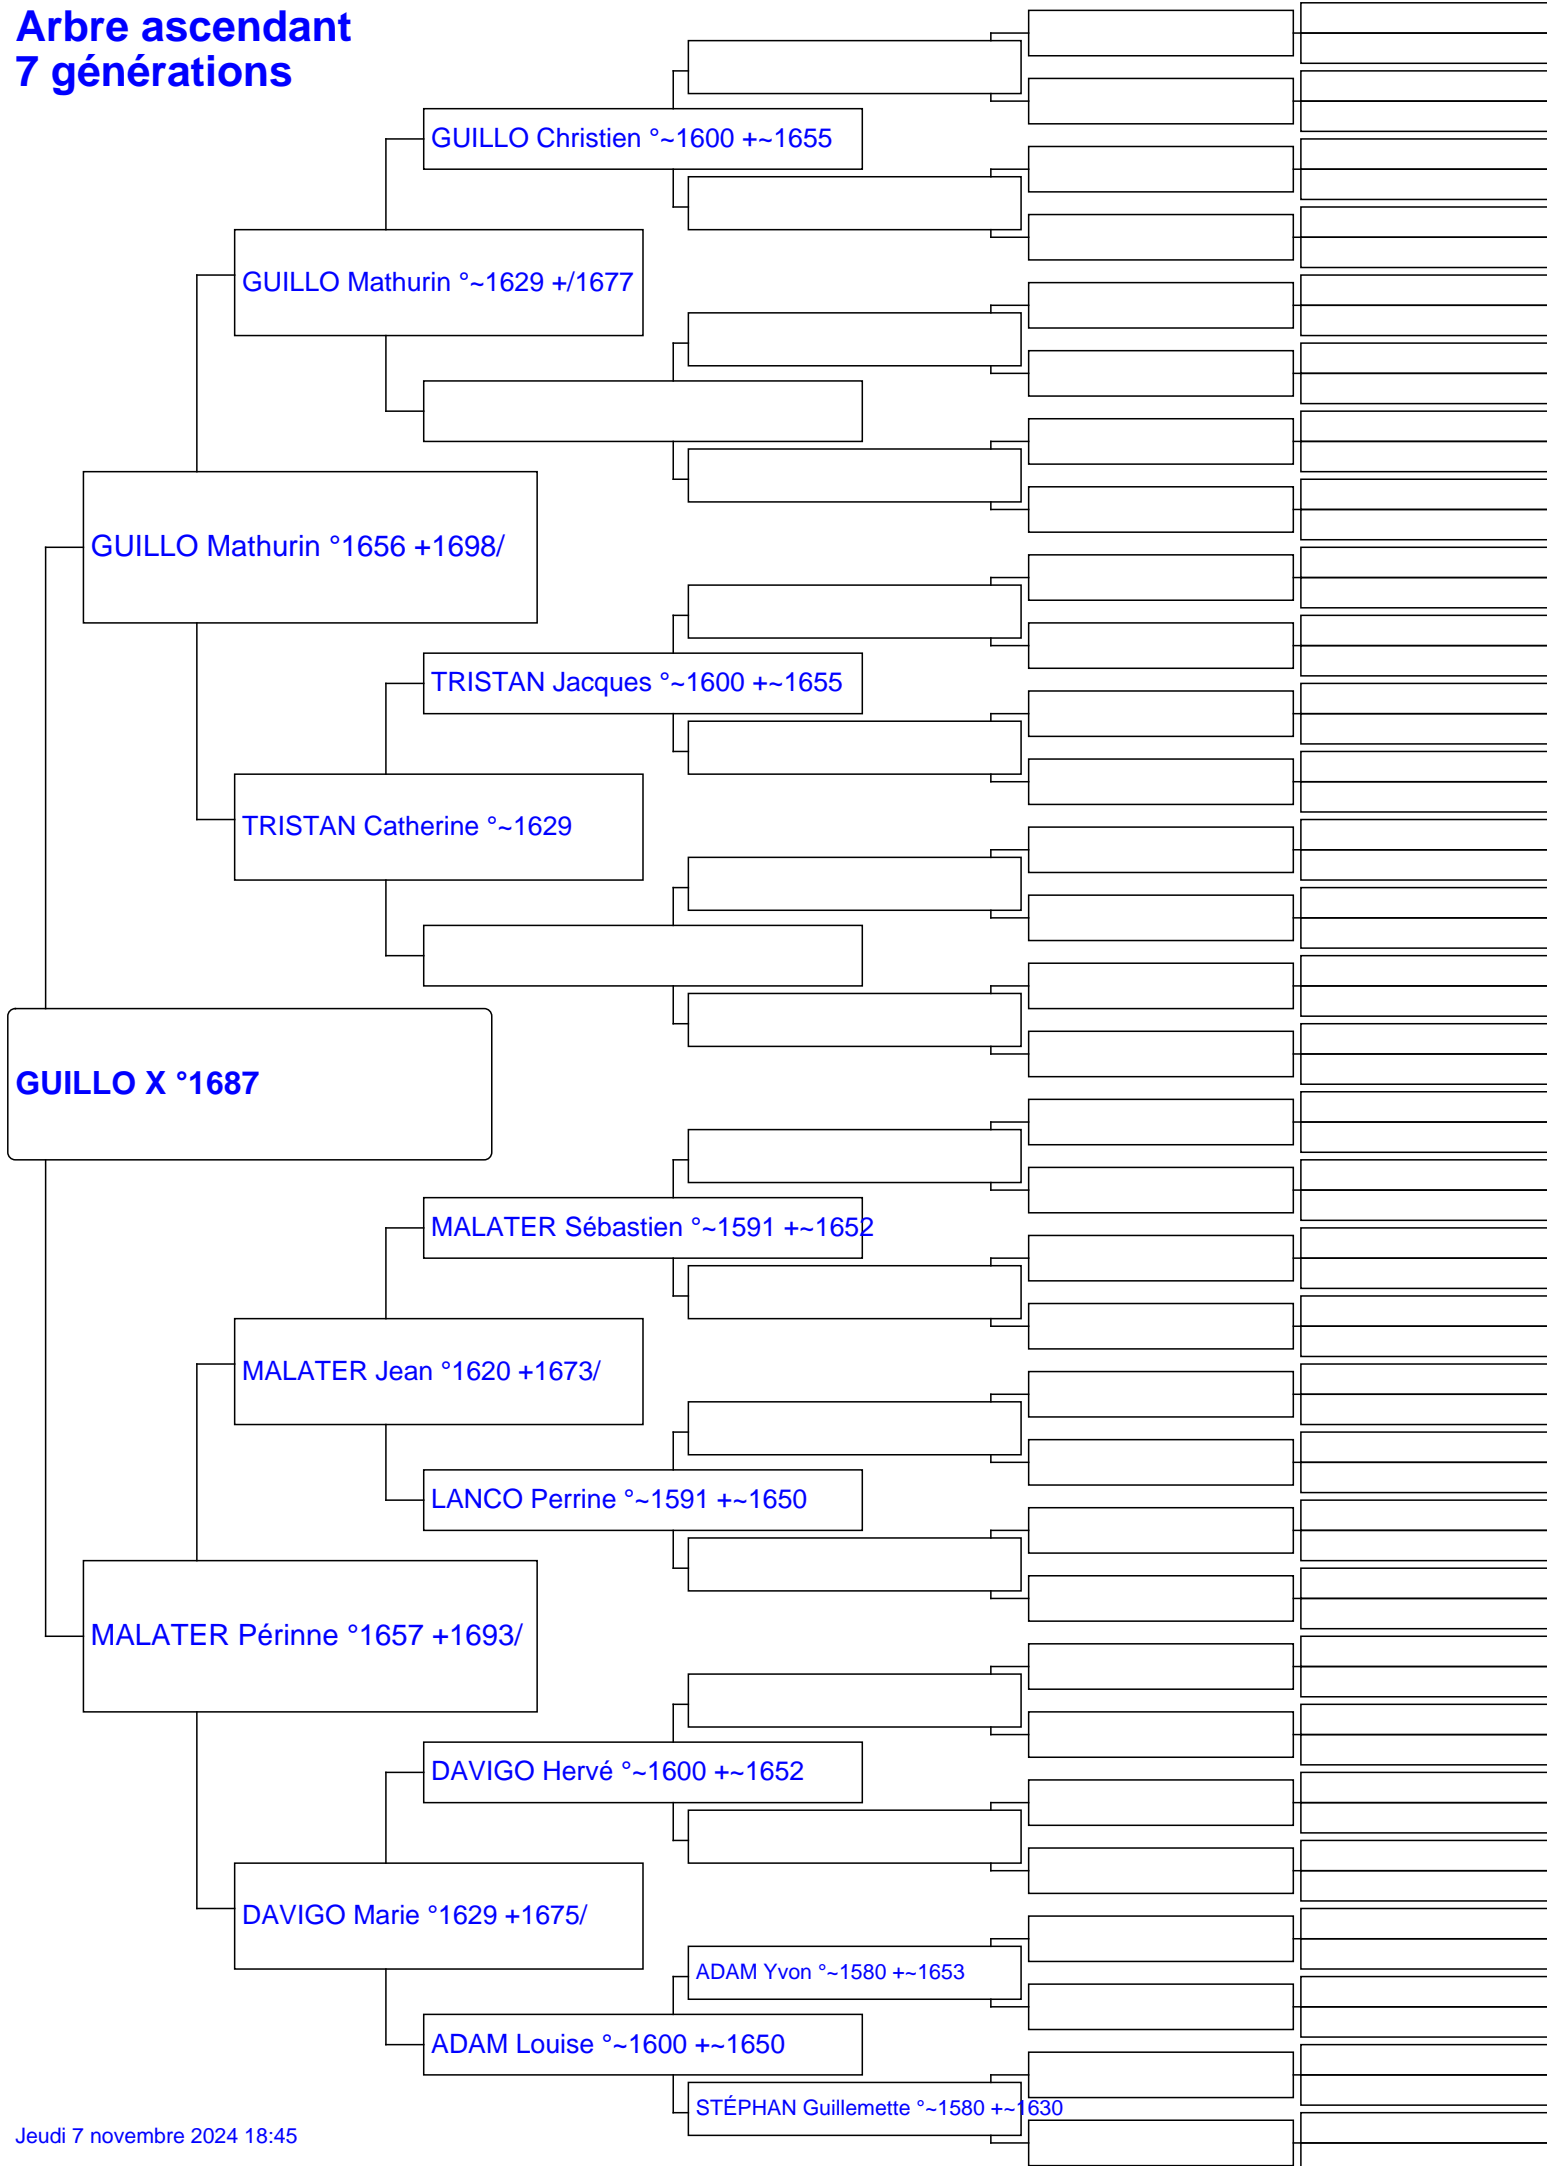 Arbre ascendant
7 générations
GUILLO Christien °~1600 +~1655
GUILLO Mathurin °~1629 +/1677
GUILLO Mathurin °1656 +1698/
TRISTAN Jacques °~1600 +~1655
TRISTAN Catherine °~1629
GUILLO X °1687
MALATER Sébastien °~1591 +~1652
MALATER Jean °1620 +1673/
LANCO Perrine °~1591 +~1650
MALATER Périnne °1657 +1693/
DAVIGO Hervé °~1600 +~1652
DAVIGO Marie °1629 +1675/
ADAM Yvon °~1580 +~1653
ADAM Louise °~1600 +~1650
STÉPHAN Guillemette °~1580 +~1630
Jeudi 7 novembre 2024 18:45